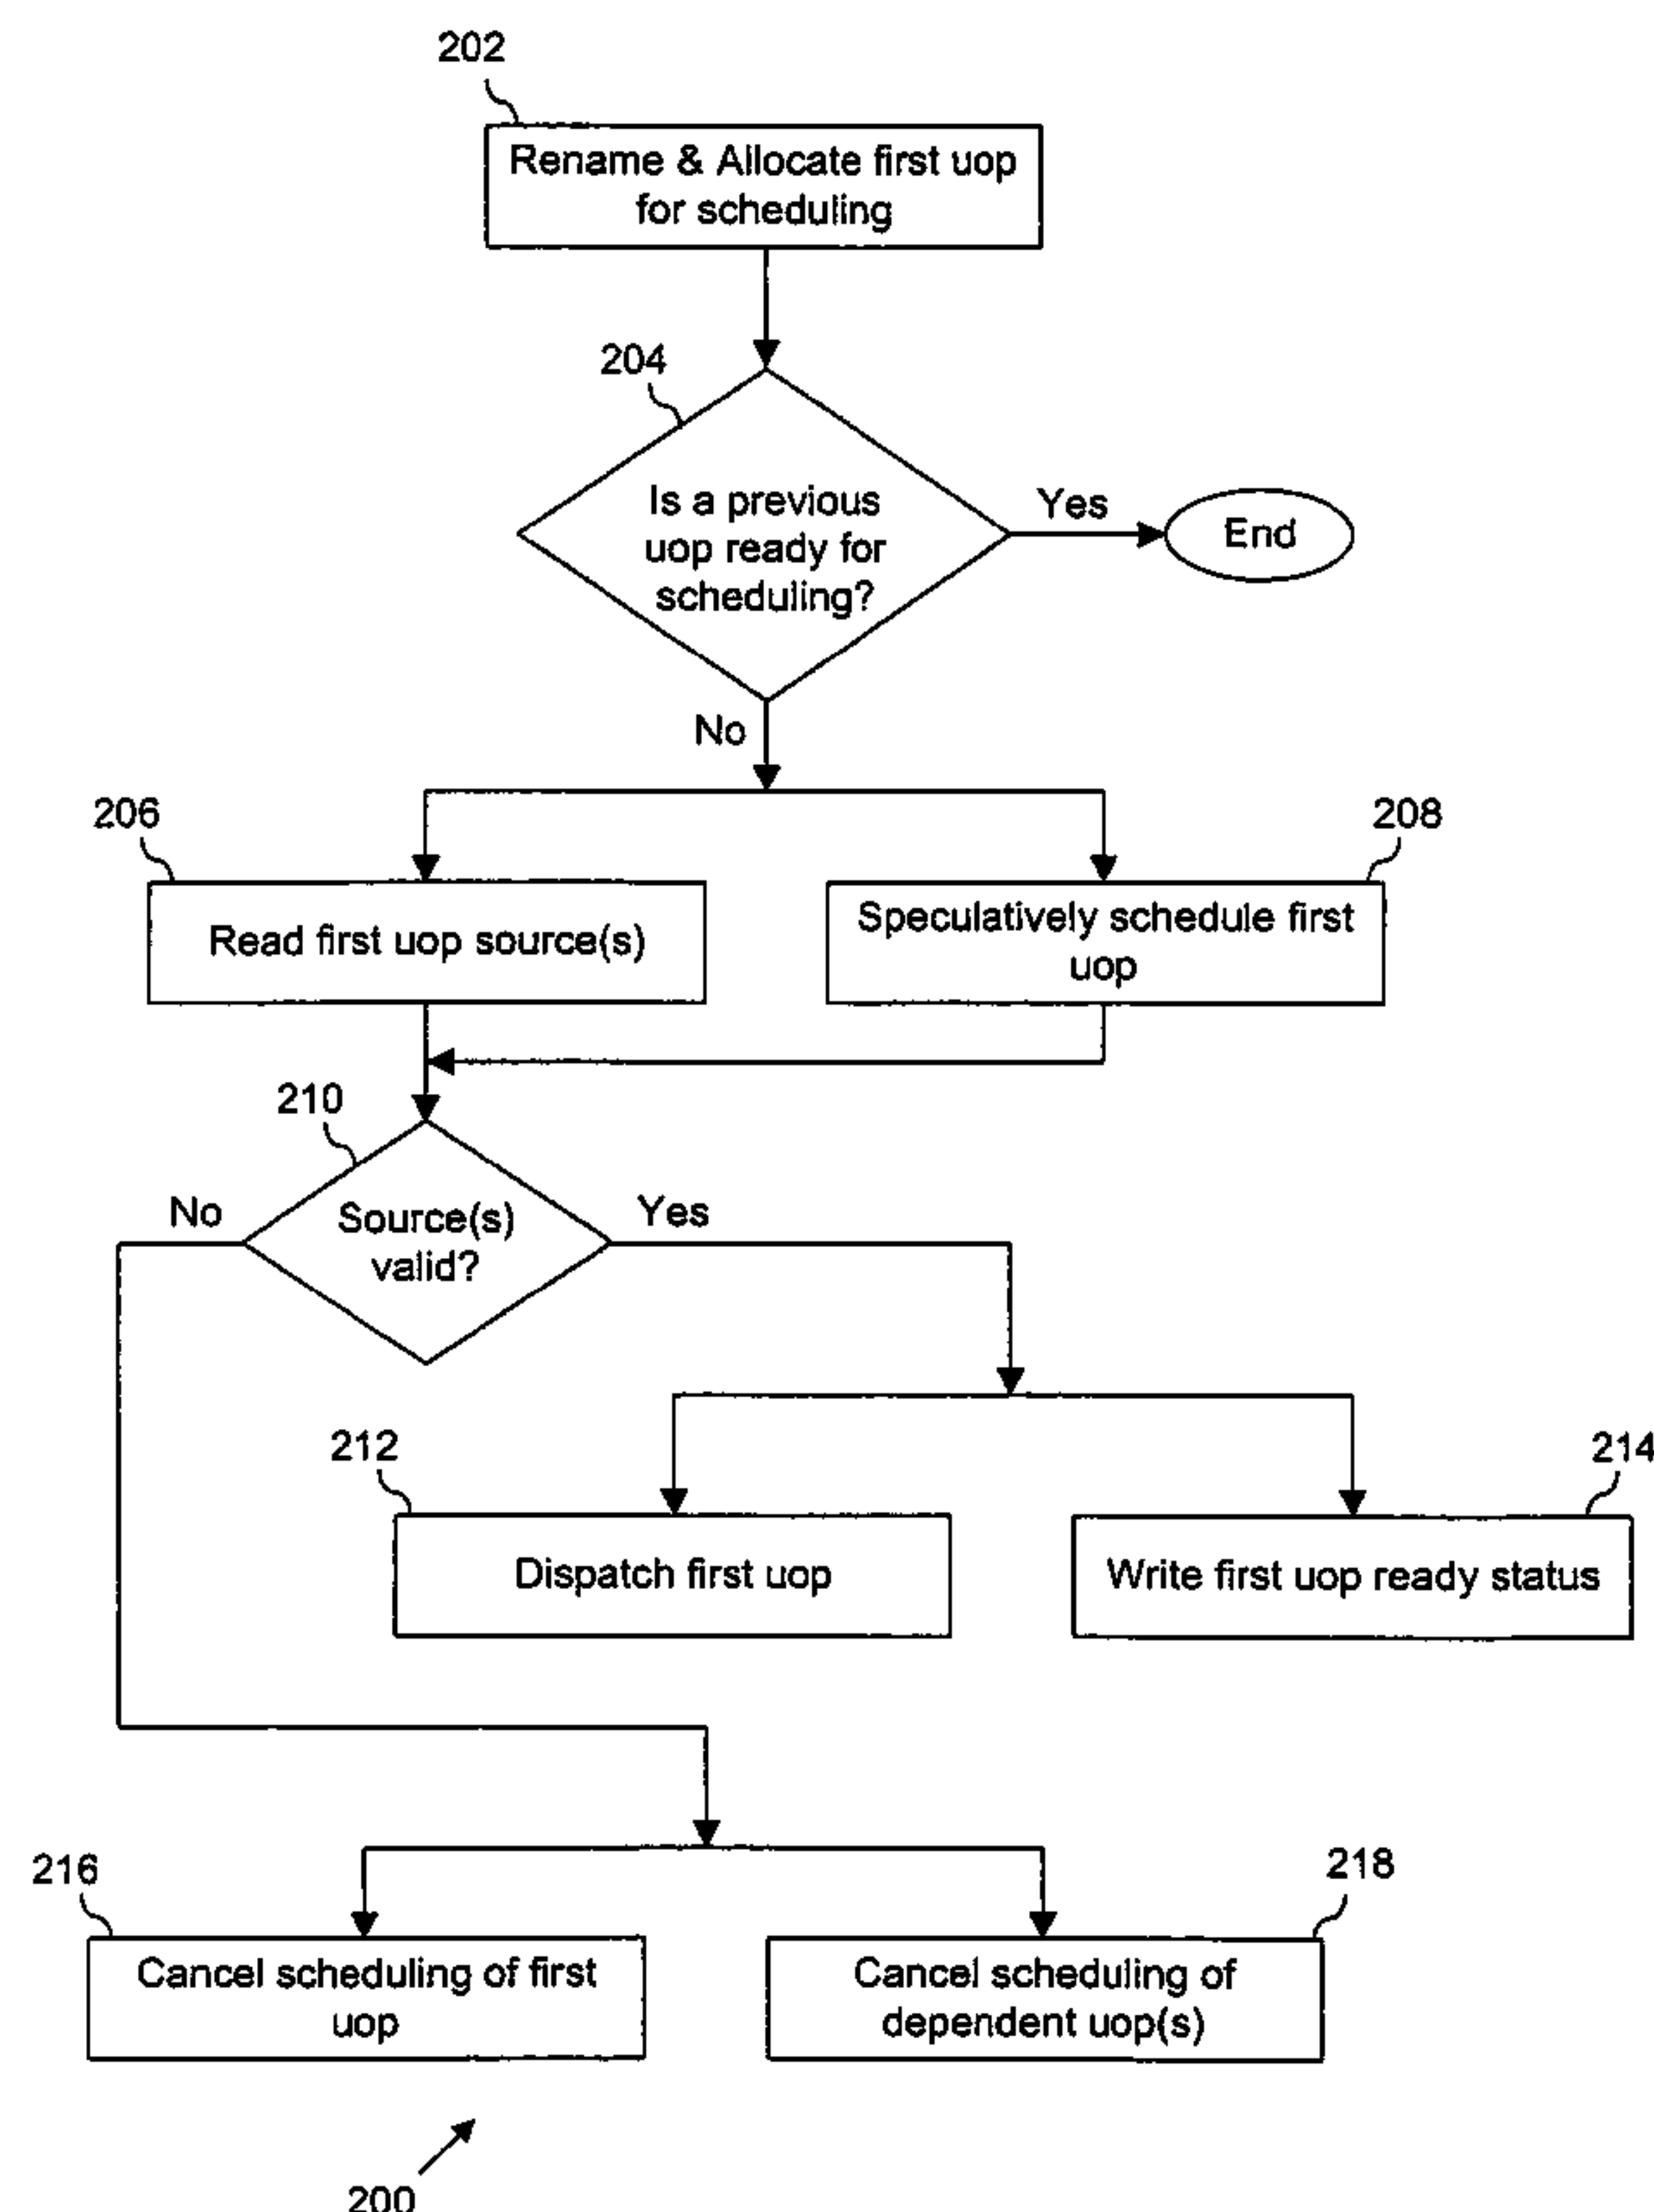 202
Rename & Allocate first uop
for scheduling
204
Is a previous
uop ready for
scheduling?
Yes
End
No
206
208
Read first uop source(s)
Speculatively schedule first
uop
210
No
Source(s)
valid?
Yes
212
214
Dispatch first uop
Write first uop ready status
216
218
Cancel scheduling of first
uop
Cancel scheduling of
dependent uop(s)
200